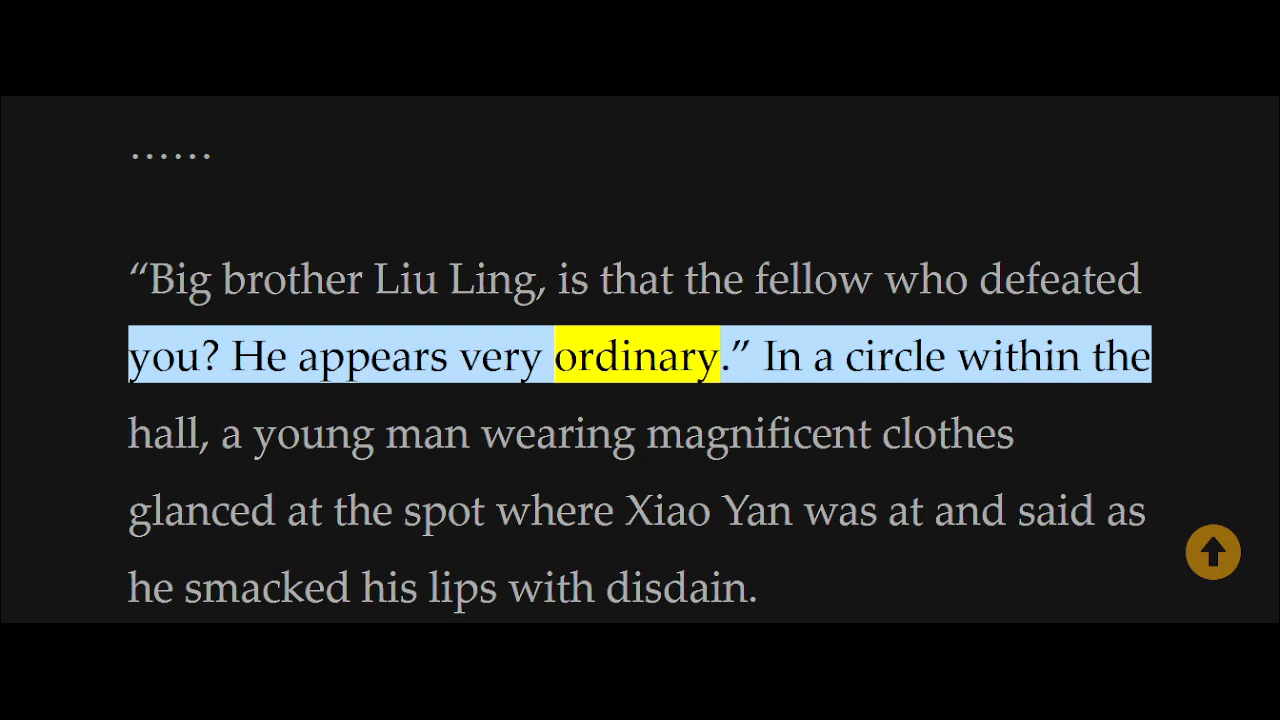 ……
“Big brother Liu Ling, is that the fellow who defeated
you? He appears very ordinary.” In a circle within the
hall, a young man wearing magnificent clothes
glanced at the spot where Xiao Yan was at and said as
he smacked his lips with disdain.